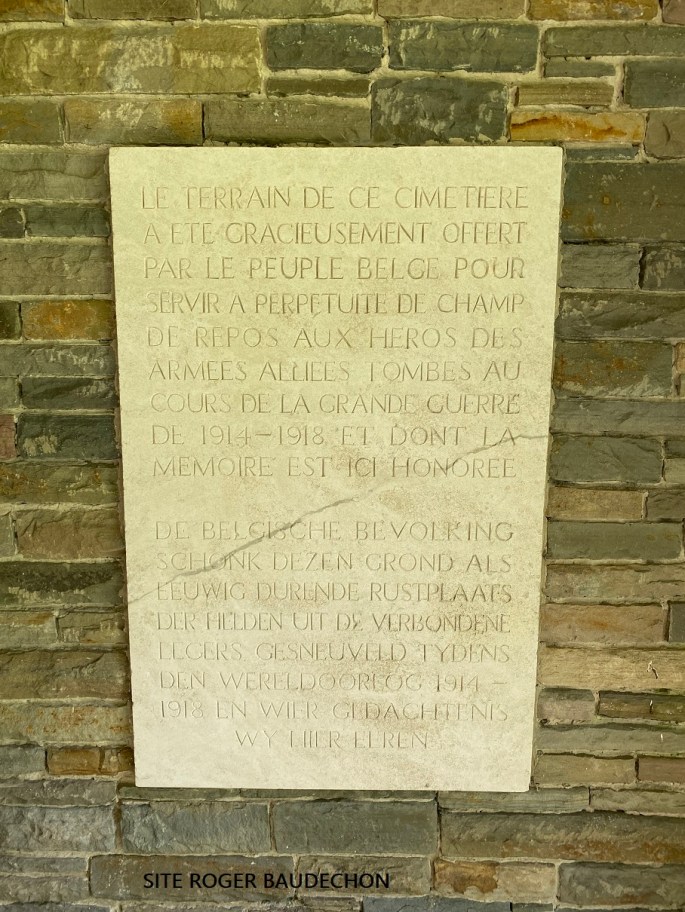 LE TERRAIN DE CE CIMETIERE
A ETE GRACIEUSEMENT OFFERT
PAR LE PEUPLE BELGE POUR
SERVIR A PERPETUITE DE CHAMP
DE REPOS AUX HEROS DES
ARMEES ALLIEES TOMBES AU
COURS DE LA GRANDE GUERRE
DE 1914-1918 ET DONT LA
MEMOIRE EST ICI HONOREE
DE BELGISCHE BEVOLKING
SCHONK DEZEN GROND ALS
EEUWIG DURENDE RUSTPLAATS
DER HELDEN UIT DE VERBONDENE
LEGERS GESNEUVELD TYDENS
DEN WERELDOORLOG 1914-
1918 EN WIER GEDACHTENIS
WY HIER EEREN
SITE ROGER BAUDECHON